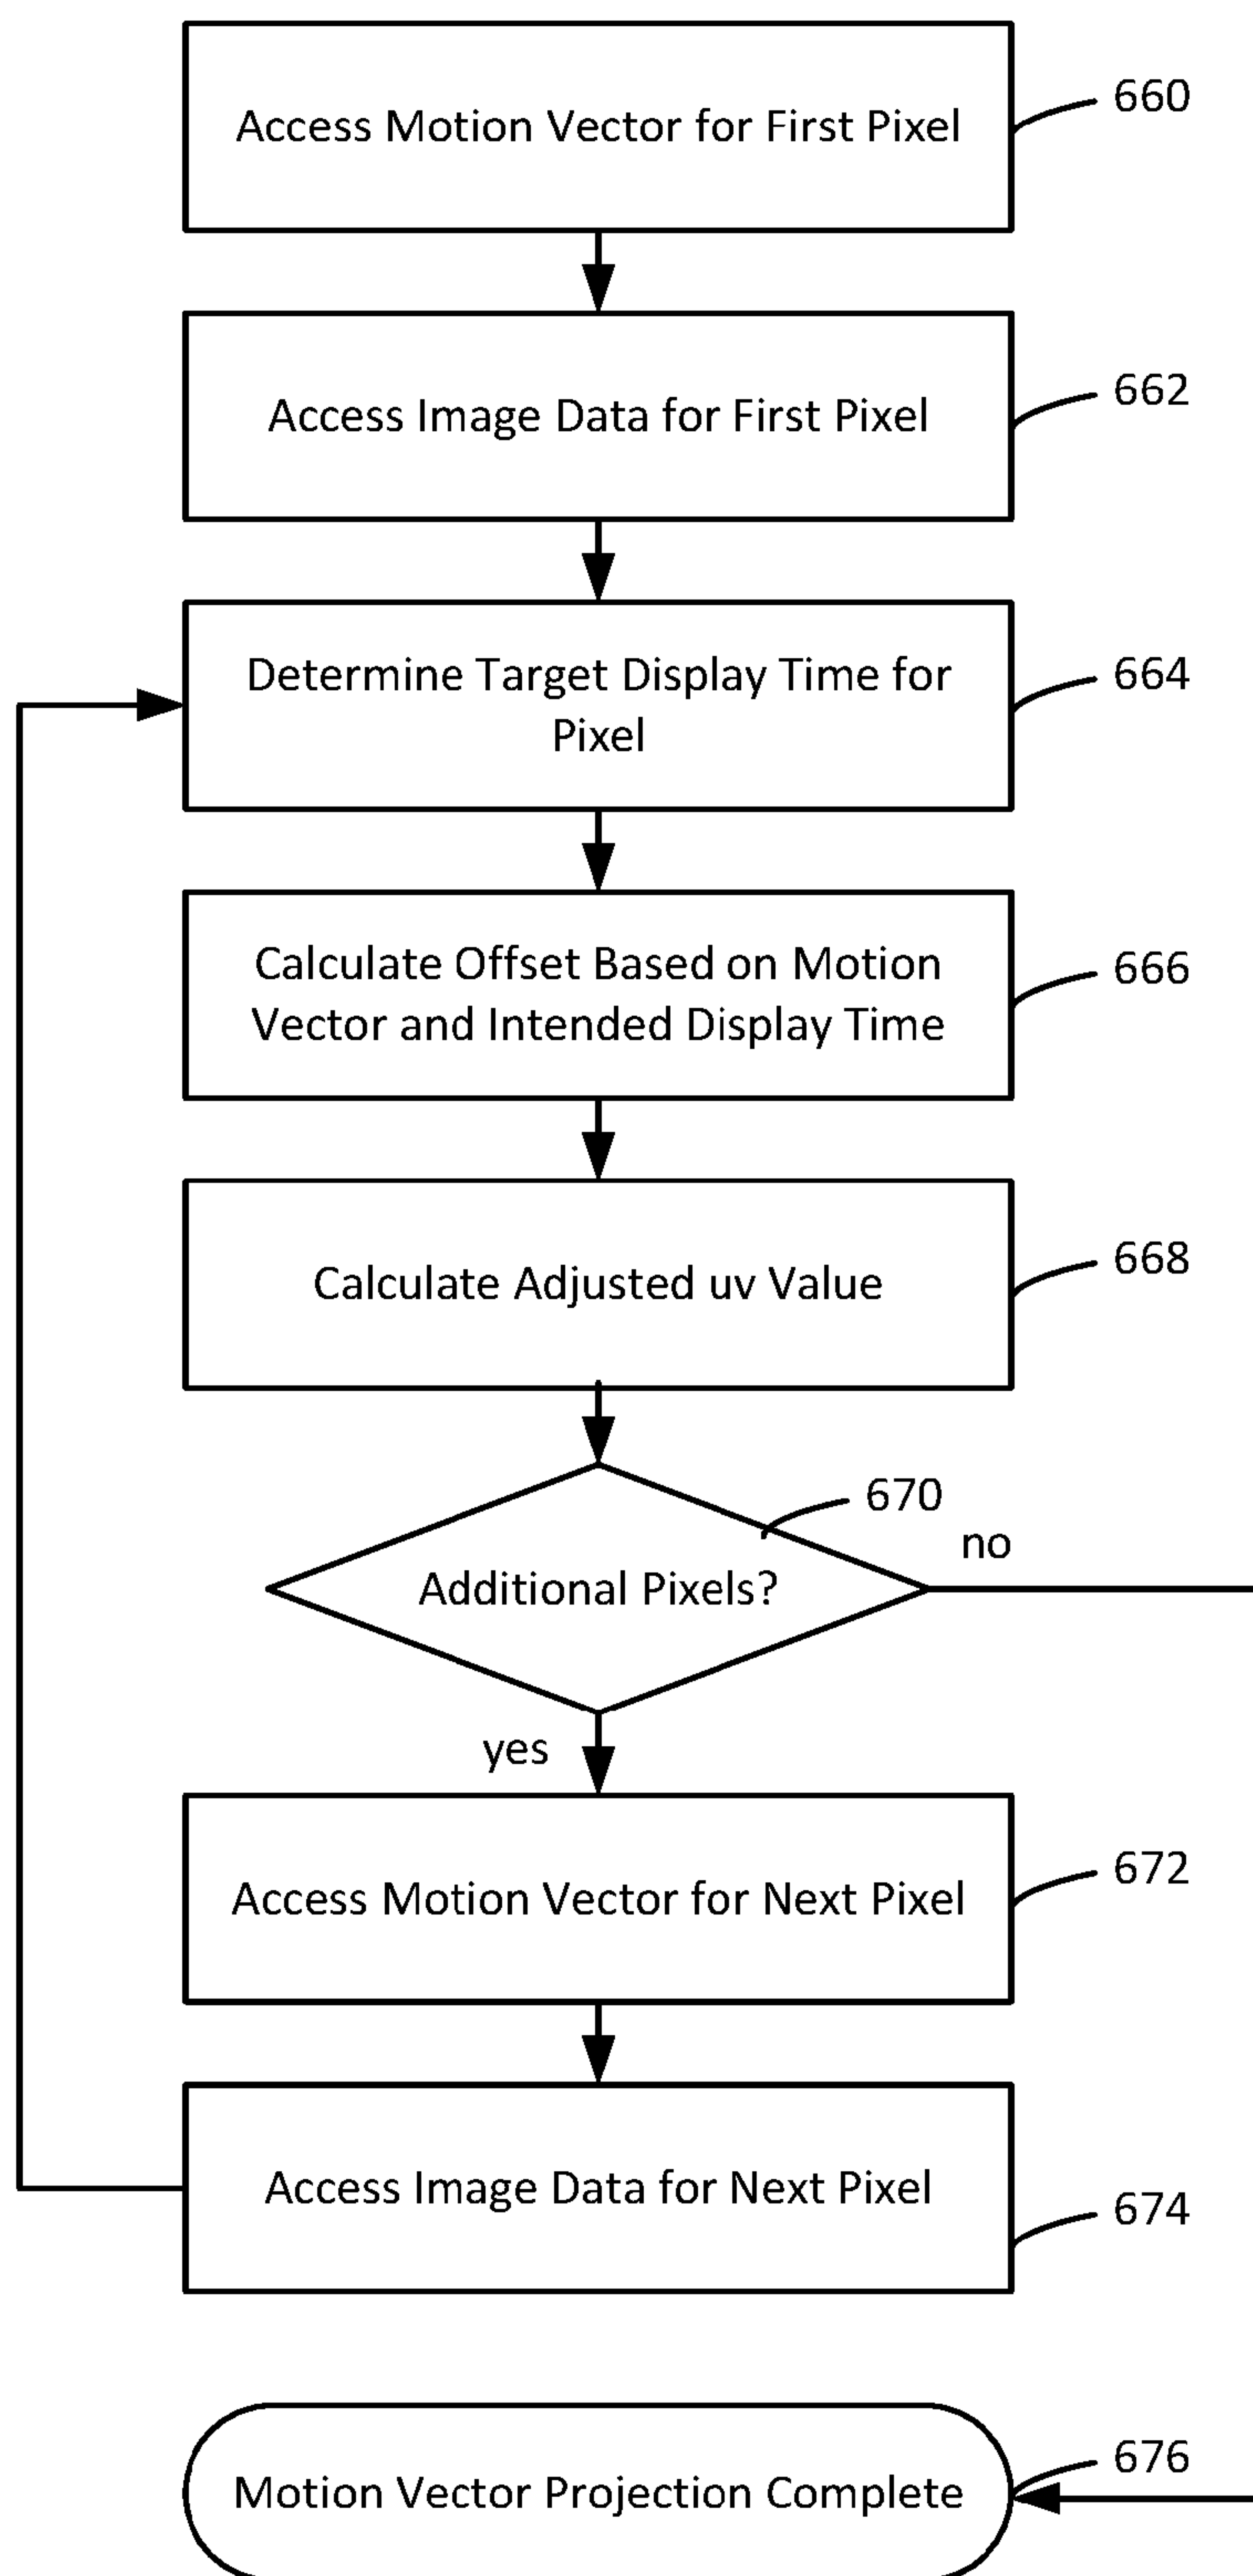 Access Motion Vector for First Pixel
660
Access Image Data for First Pixel
662
Determine Target Display Time for
Pixel
664
Calculate Offset Based on Motion
Vector and Intended Display Time
666
Calculate Adjusted uv Value
668
670
no
Additional Pixels?
yes
Access Motion Vector for Next Pixel
672
Access Image Data for Next Pixel
674
Motion Vector Projection Complete
676